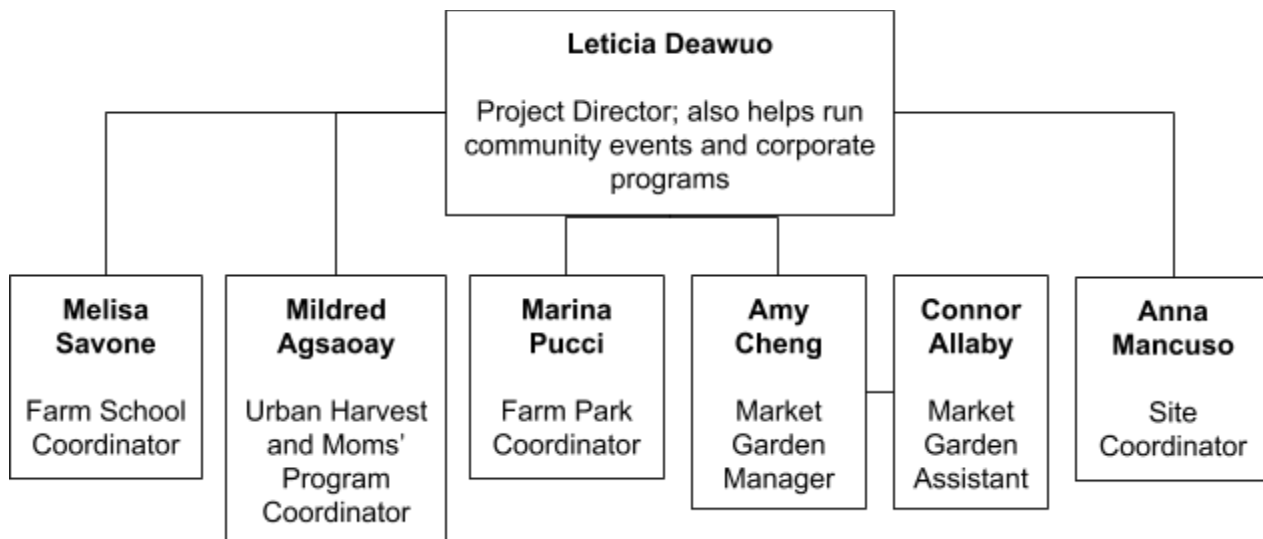 Leticia Deawuo
Project Director; also helps run
community events and corporate
programs
Melisa
Savone
Farm School
Coordinator
Mildred
Agsaoay
Urban Harvest
and Moms’
Program
Coordinator
Marina
Pucci
Farm Park
Coordinator
Amy
Cheng
Market
Garden
Manager
Connor
Allaby
Market
Garden
Assistant
Anna
Mancuso
Site
Coordinator